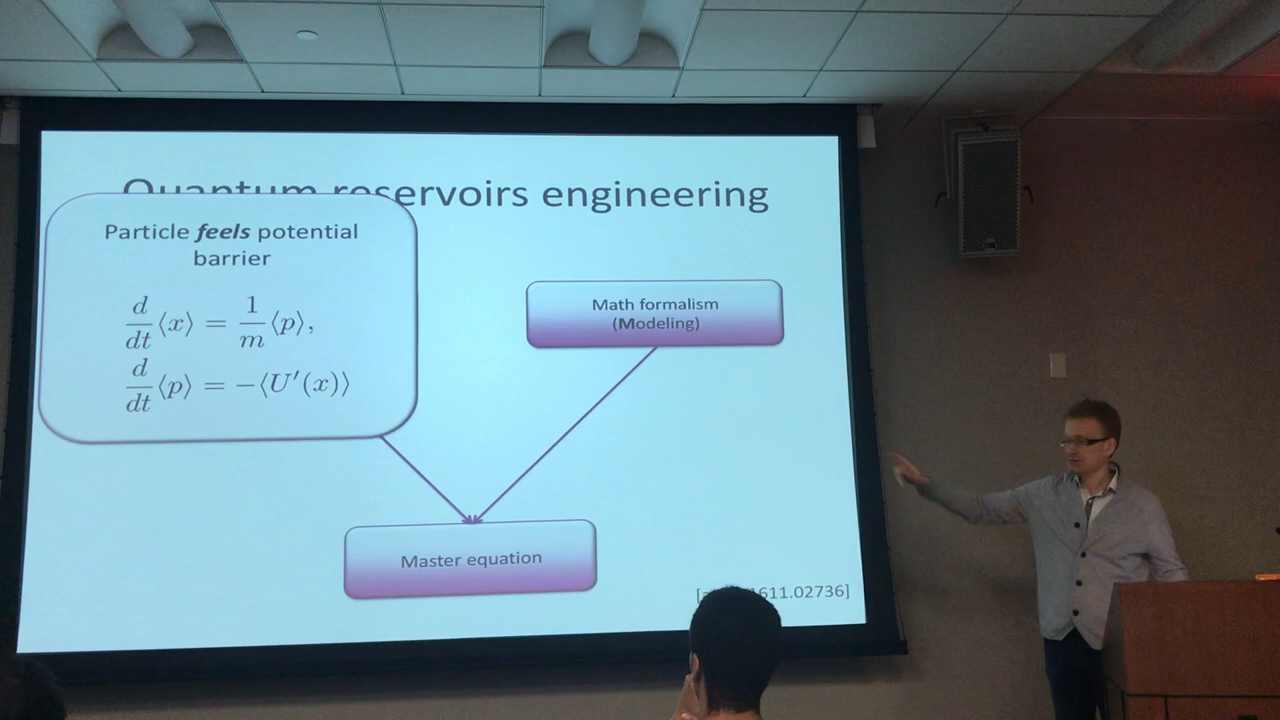 Quantum reservoirs engineering
Particle feels potential
barrier
d/dt ⟨x⟩ = 1/m ⟨p⟩,
d/dt ⟨p⟩ = −⟨U′(x)⟩
Math formalism
(Modeling)
Master equation
1611.02736]